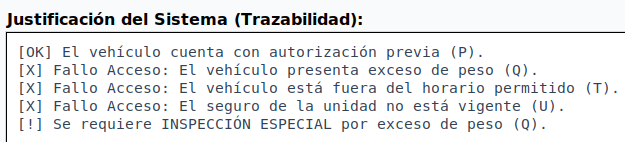 Justificación del Sistema (Trazabilidad):
[OK] El vehículo cuenta con autorización previa (P).
[X] Fallo Acceso: El vehículo presenta exceso de peso (Q).
[X] Fallo Acceso: El vehículo está fuera del horario permitido (T).
[X] Fallo Acceso: El seguro de la unidad no está vigente (U).
[!] Se requiere INSPECCIÓN ESPECIAL por exceso de peso (Q).